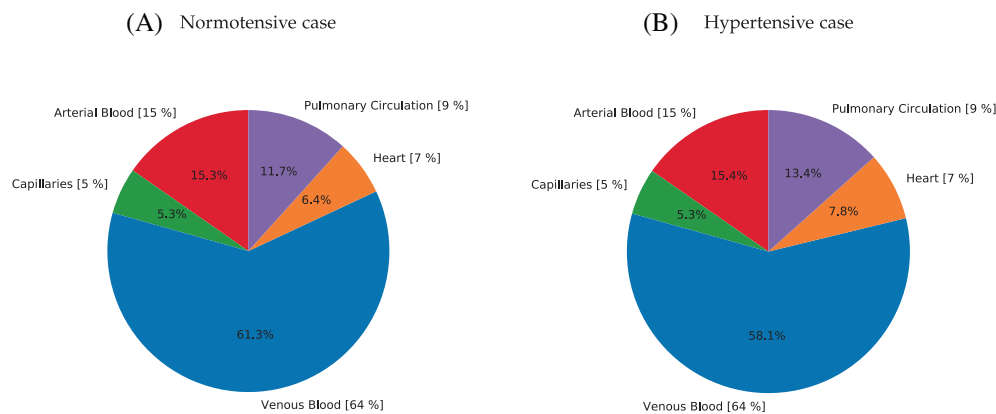 (A) Normotensive case
Arterial Blood [15 %]
Pulmonary Circulation [9 %]
Heart [7 %]
Capillaries [5 %]
15.3%
11.7%
6.4%
5.3%
61.3%
Venous Blood [64 %]
(B) Hypertensive case
Arterial Blood [15 %]
Pulmonary Circulation [9 %]
Heart [7 %]
Capillaries [5 %]
15.4%
13.4%
7.8%
5.3%
58.1%
Venous Blood [64 %]